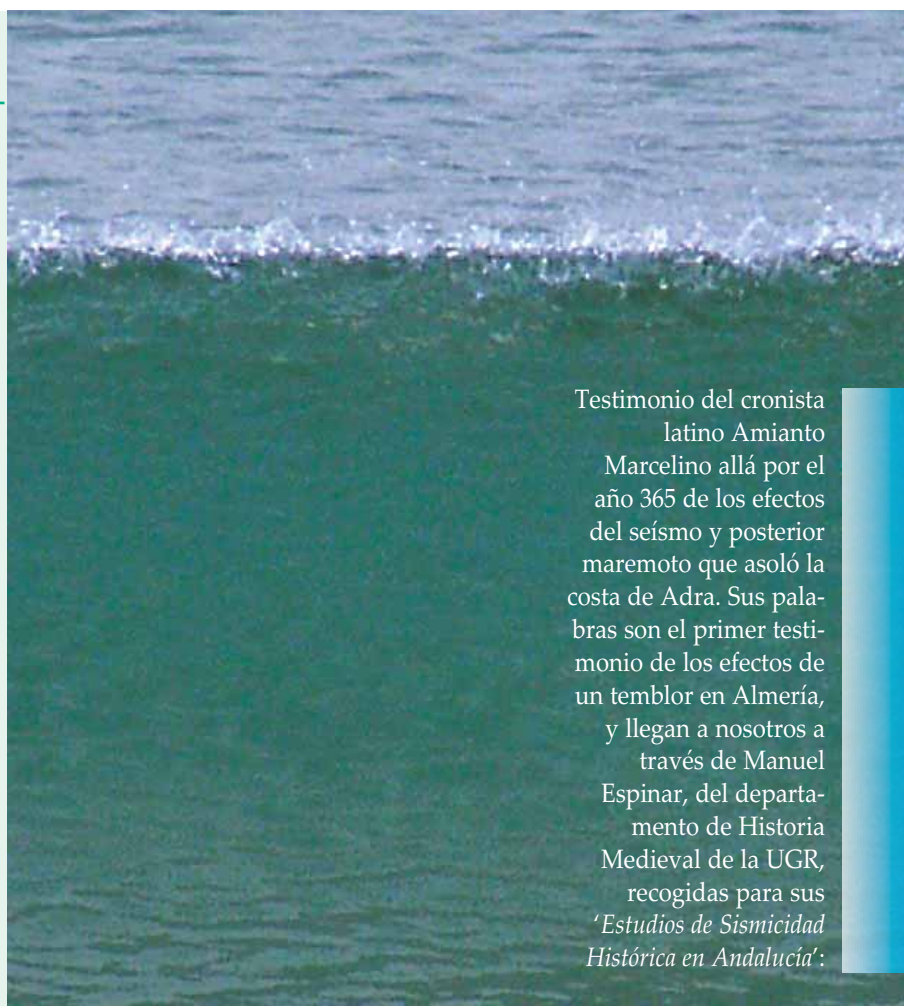 Testimonio del cronista
latino Amianto
Marcelino allá por el
año 365 de los efectos
del seísmo y posterior
maremoto que asoló la
costa de Adra. Sus pala-
bras son el primer testi-
monio de los efectos de
un temblor en Almería,
y llegan a nosotros a
través de Manuel
Espinar, del departa-
mento de Historia
Medieval de la UGR,
recogidas para sus
‘Estudios de Sismicidad
Histórica en Andalucía’: